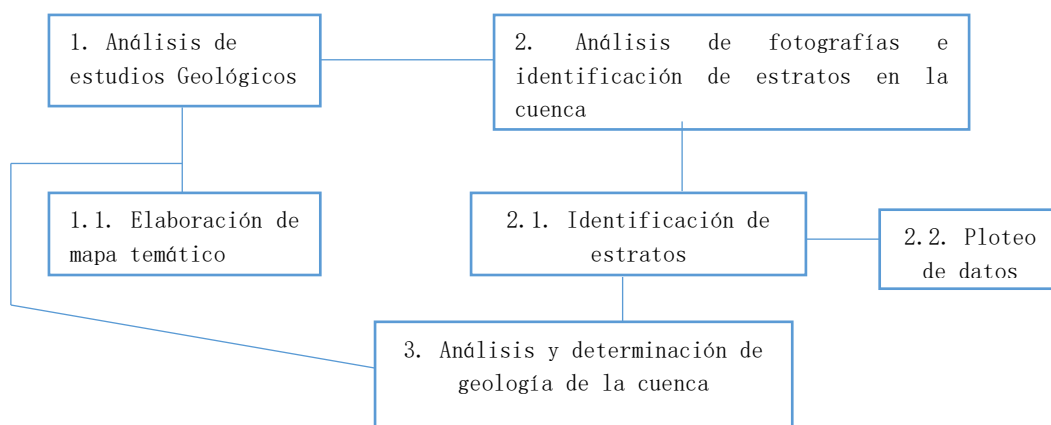 1. Análisis de
estudios Geológicos
2. Análisis de fotografías e
identificación de estratos en la
cuenca
1.1. Elaboración de
mapa temático
2.1. Identificación de
estratos
2.2. Ploteo
de datos
3. Análisis y determinación de
geología de la cuenca